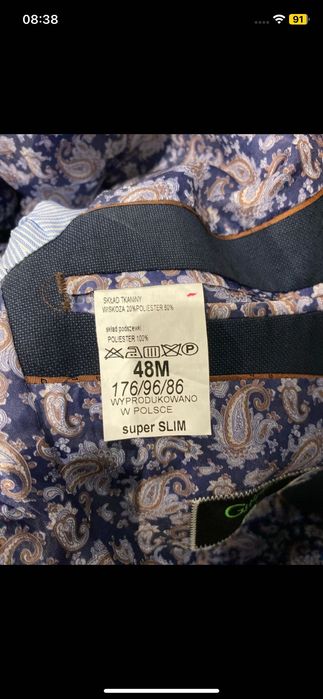 08:38
91
SKŁAD TKANINY
WISKOZA 20%POLIESTER 80%
skład podszewki
POLIESTER 100%
48M
176/96/86
WYPRODUKOWANO
W POLSCE
super SLIM